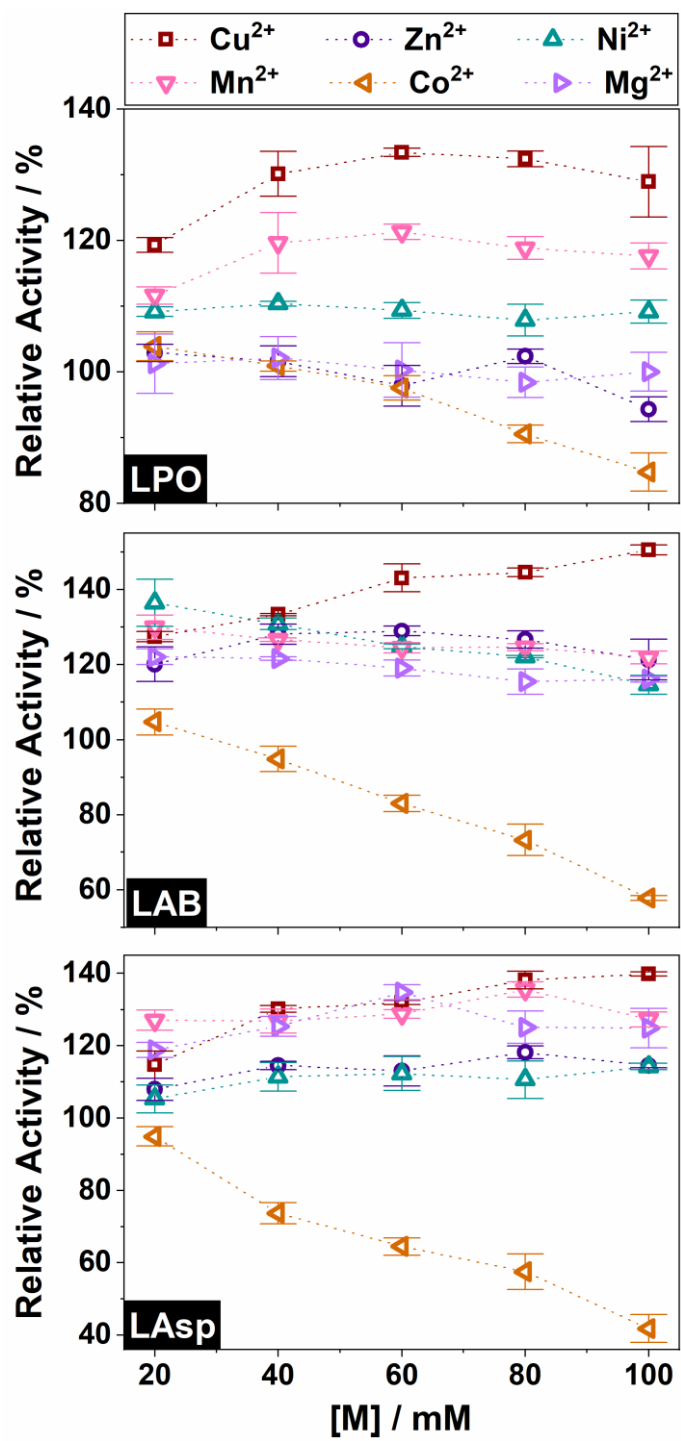 Cu²⁺ Zn²⁺ Ni²⁺
Mn²⁺ Co²⁺ Mg²⁺
140
120
100
80
Relative Activity / %
LPO
140
120
100
80
60
Relative Activity / %
LAB
140
120
100
80
60
40
Relative Activity / %
LAsp
20 40 60 80 100
[M] / mM